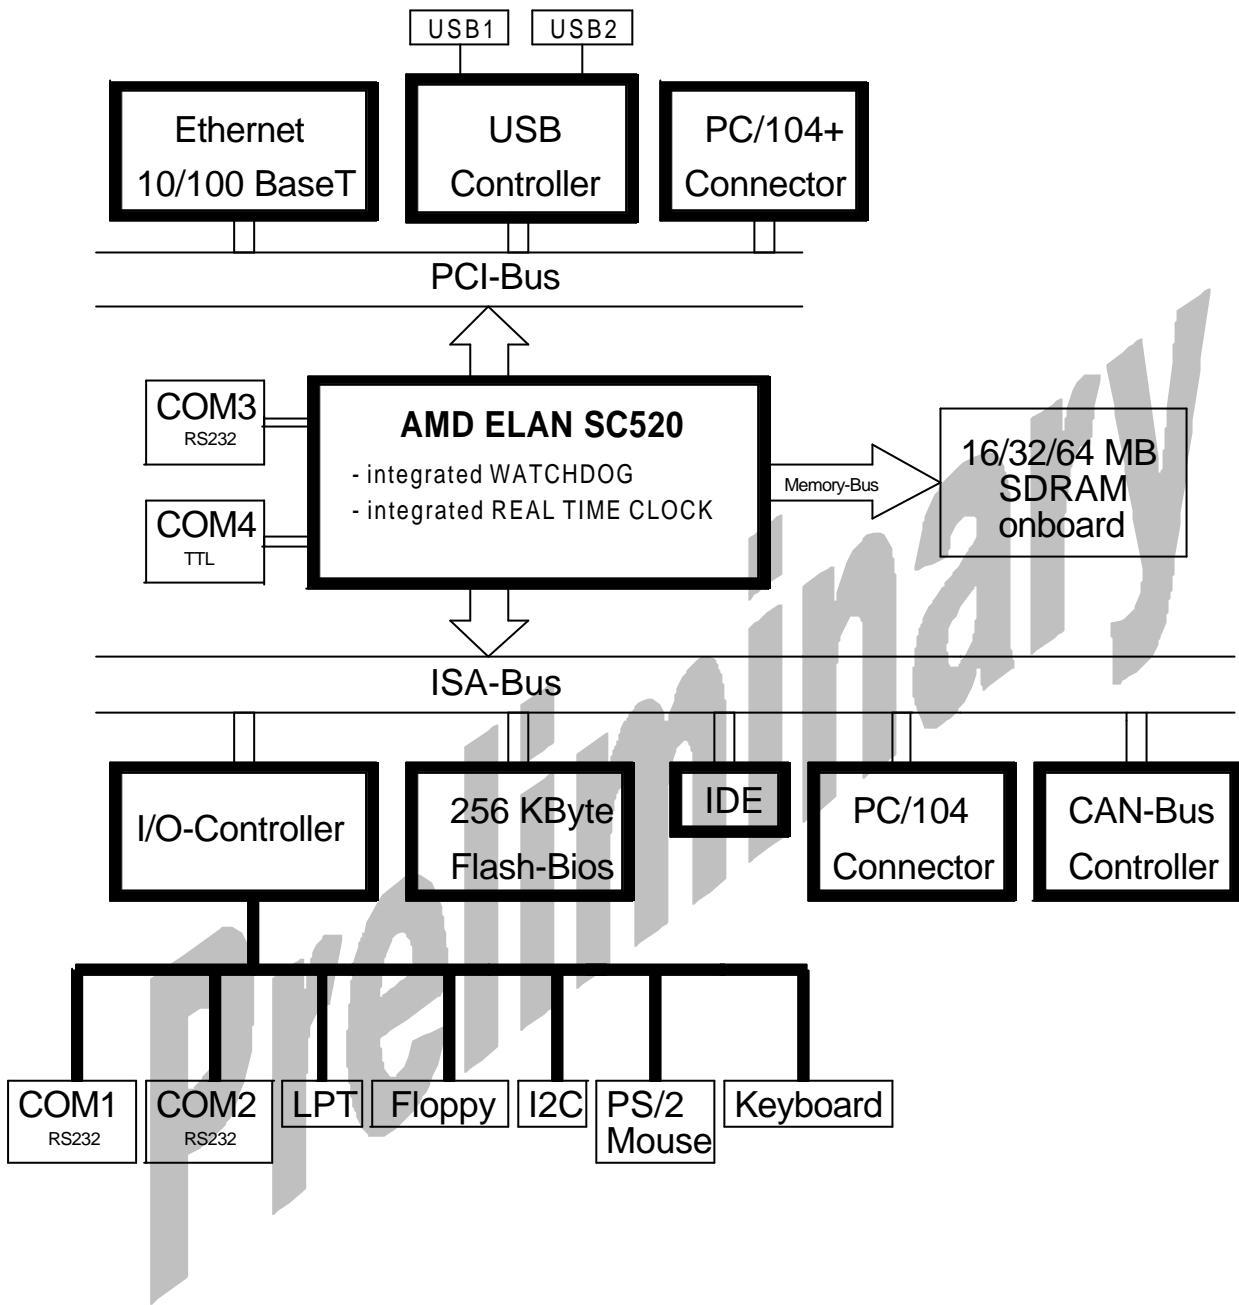 USB1
USB2
Ethernet
10/100 BaseT
USB
Controller
PC/104+
Connector
PCI-Bus
COM3
RS232
COM4
TTL
AMD ELAN SC520
- integrated WATCHDOG
- integrated REAL TIME CLOCK
Memory-Bus
16/32/64 MB
SDRAM
onboard
ISA-Bus
I/O-Controller
256 KByte
Flash-Bios
IDE
PC/104
Connector
CAN-Bus
Controller
COM1
RS232
COM2
RS232
LPT
Floppy
I2C
PS/2
Mouse
Keyboard
Preliminary